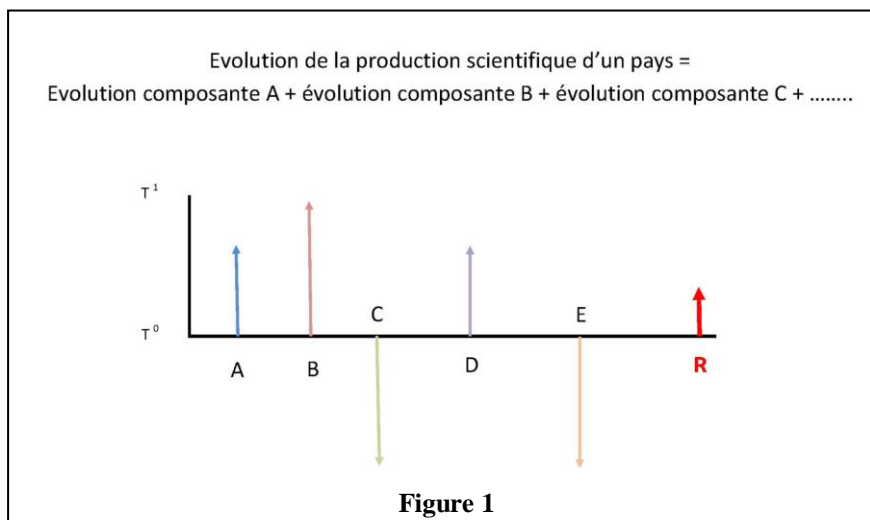 Evolution de la production scientifique d’un pays =
Evolution composante A + évolution composante B + évolution composante C + ........
T¹
C
E
T⁰
A
B
D
R
Figure 1